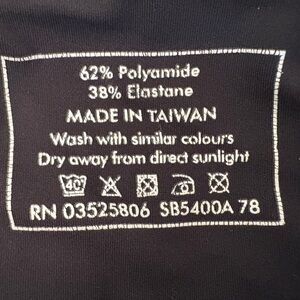 62% Polyamide
38% Elastane
MADE IN TAIWAN
Wash with similar colours
Dry away from direct sunlight
40°
RN 03525806 SB5400A 78